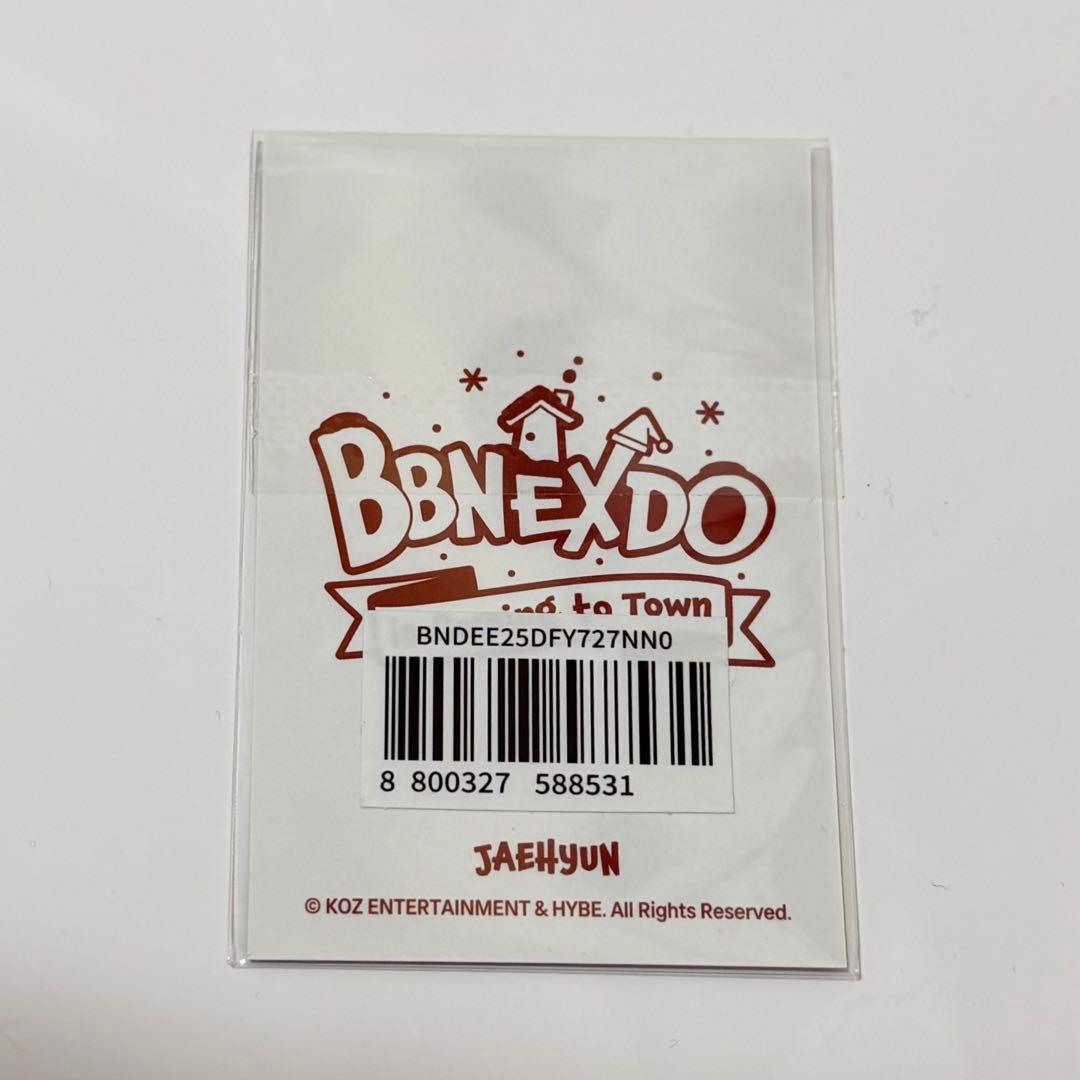 BBNEXDO
to Town
BNDEE25DFY727NN0
8 800327 588531
JAEHYUN
© KOZ ENTERTAINMENT & HYBE. All Rights Reserved.